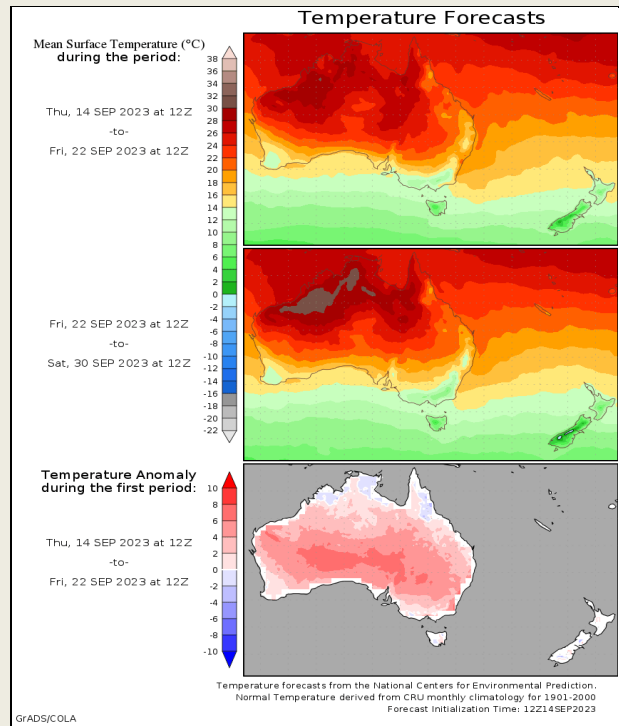 Temperature Forecasts
Mean Surface Temperature (°C)
during the period:
Thu, 14 SEP 2023 at 12Z
-to-
Fri, 22 SEP 2023 at 12Z
38
36
34
32
30
28
26
24
22
20
18
16
14
12
10
8
6
4
2
0
-2
-4
-6
-8
-10
-12
-14
-16
-18
-20
-22
Fri, 22 SEP 2023 at 12Z
-to-
Sat, 30 SEP 2023 at 12Z
Temperature Anomaly
during the first period:
Thu, 14 SEP 2023 at 12Z
-to-
Fri, 22 SEP 2023 at 12Z
10
8
6
4
2
0
-2
-4
-6
-8
-10
Temperature forecasts from the National Centers for Environmental Prediction.
Normal Temperature derived from CRU monthly climatology for 1901-2000
Forecast Initialization Time: 12Z14SEP2023
GrADS/COLA